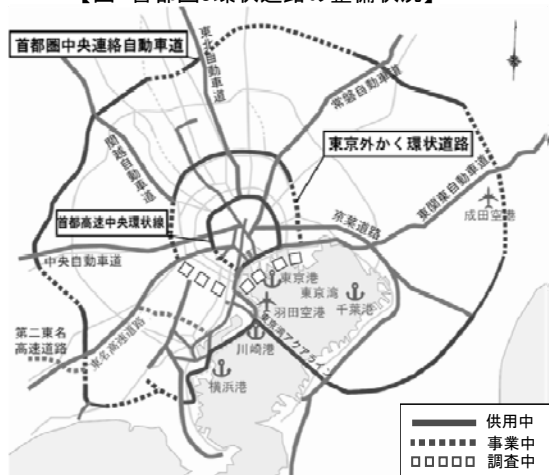 【図 首都圏3環状道路の整備状況】
首都圏中央連絡自動車道
東北自動車道
常磐自動車道
関越自動車道
東京外かく環状道路
東関東自動車道
京葉道路
成田空港
首都高速中央環状線
中央自動車道
東京港
東京湾
千葉港
羽田空港
東京湾アクアライン
第二東名
高速道路
東名高速道路
川崎港
横浜港
供用中
事業中
調査中